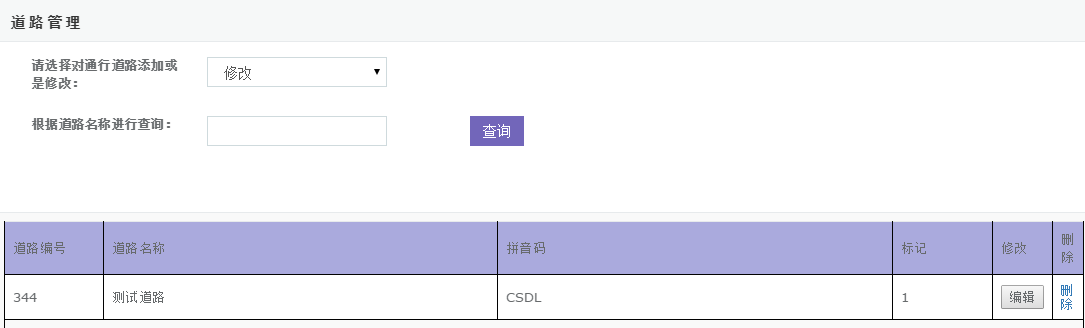 道路管理
请选择对通行道路添加或
是修改：
修改
根据道路名称进行查询：
查询
道路编号 道路名称 拼音码 标记 修改 删
除
344 测试道路 CSDL 1 编辑 删
除